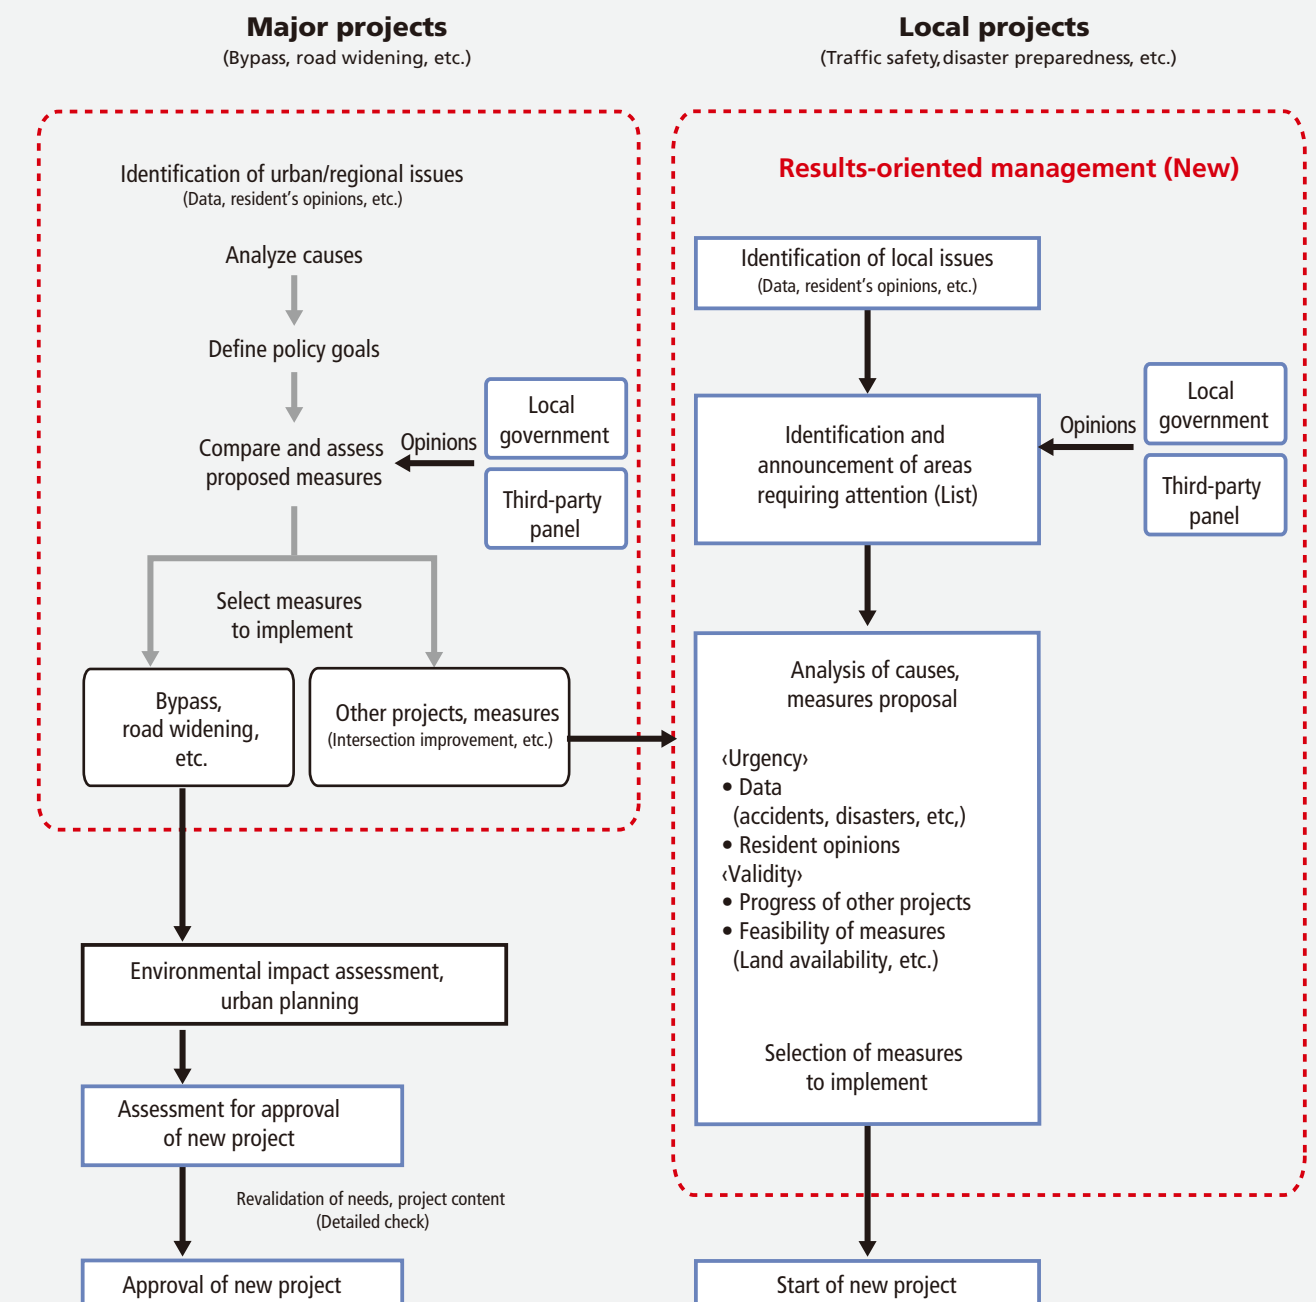 Major projects
(Bypass, road widening, etc.)
Identification of urban/regional issues
(Data, resident’s opinions, etc.)
Analyze causes
Define policy goals
Compare and assess
proposed measures
Opinions
Local
government
Third-party
panel
Select measures
to implement
Bypass,
road widening,
etc.
Other projects, measures
(Intersection improvement, etc.)
Environmental impact assessment,
urban planning
Assessment for approval
of new project
Revalidation of needs, project content
(Detailed check)
Approval of new project
Local projects
(Traffic safety, disaster preparedness, etc.)
Results-oriented management (New)
Identification of local issues
(Data, resident’s opinions, etc.)
Identification and
announcement of areas
requiring attention (List)
Opinions
Local
government
Third-party
panel
Analysis of causes,
measures proposal
‹Urgency›
• Data
(accidents, disasters, etc,)
• Resident opinions
‹Validity›
• Progress of other projects
• Feasibility of measures
(Land availability, etc.)
Selection of measures
to implement
Start of new project